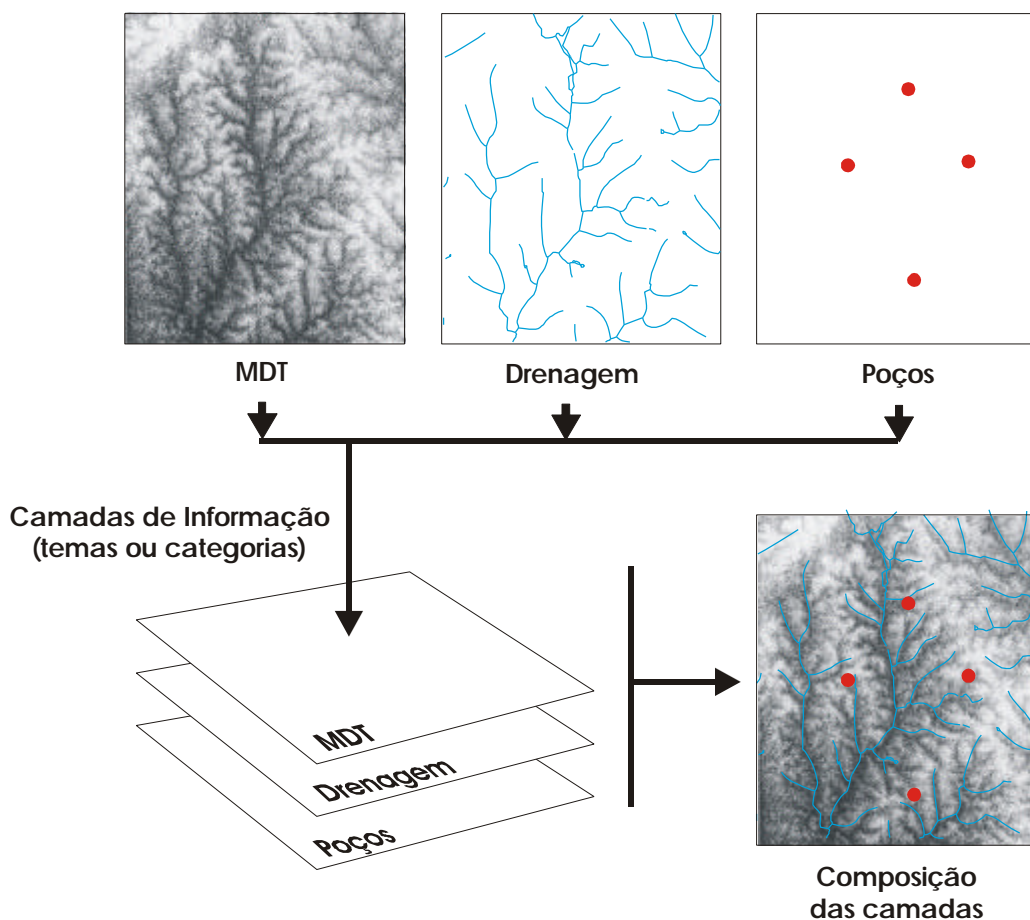 MDT
Drenagem
Poços
Camadas de Informação
(temas ou categorias)
MDT
Drenagem
Poços
Composição
das camadas